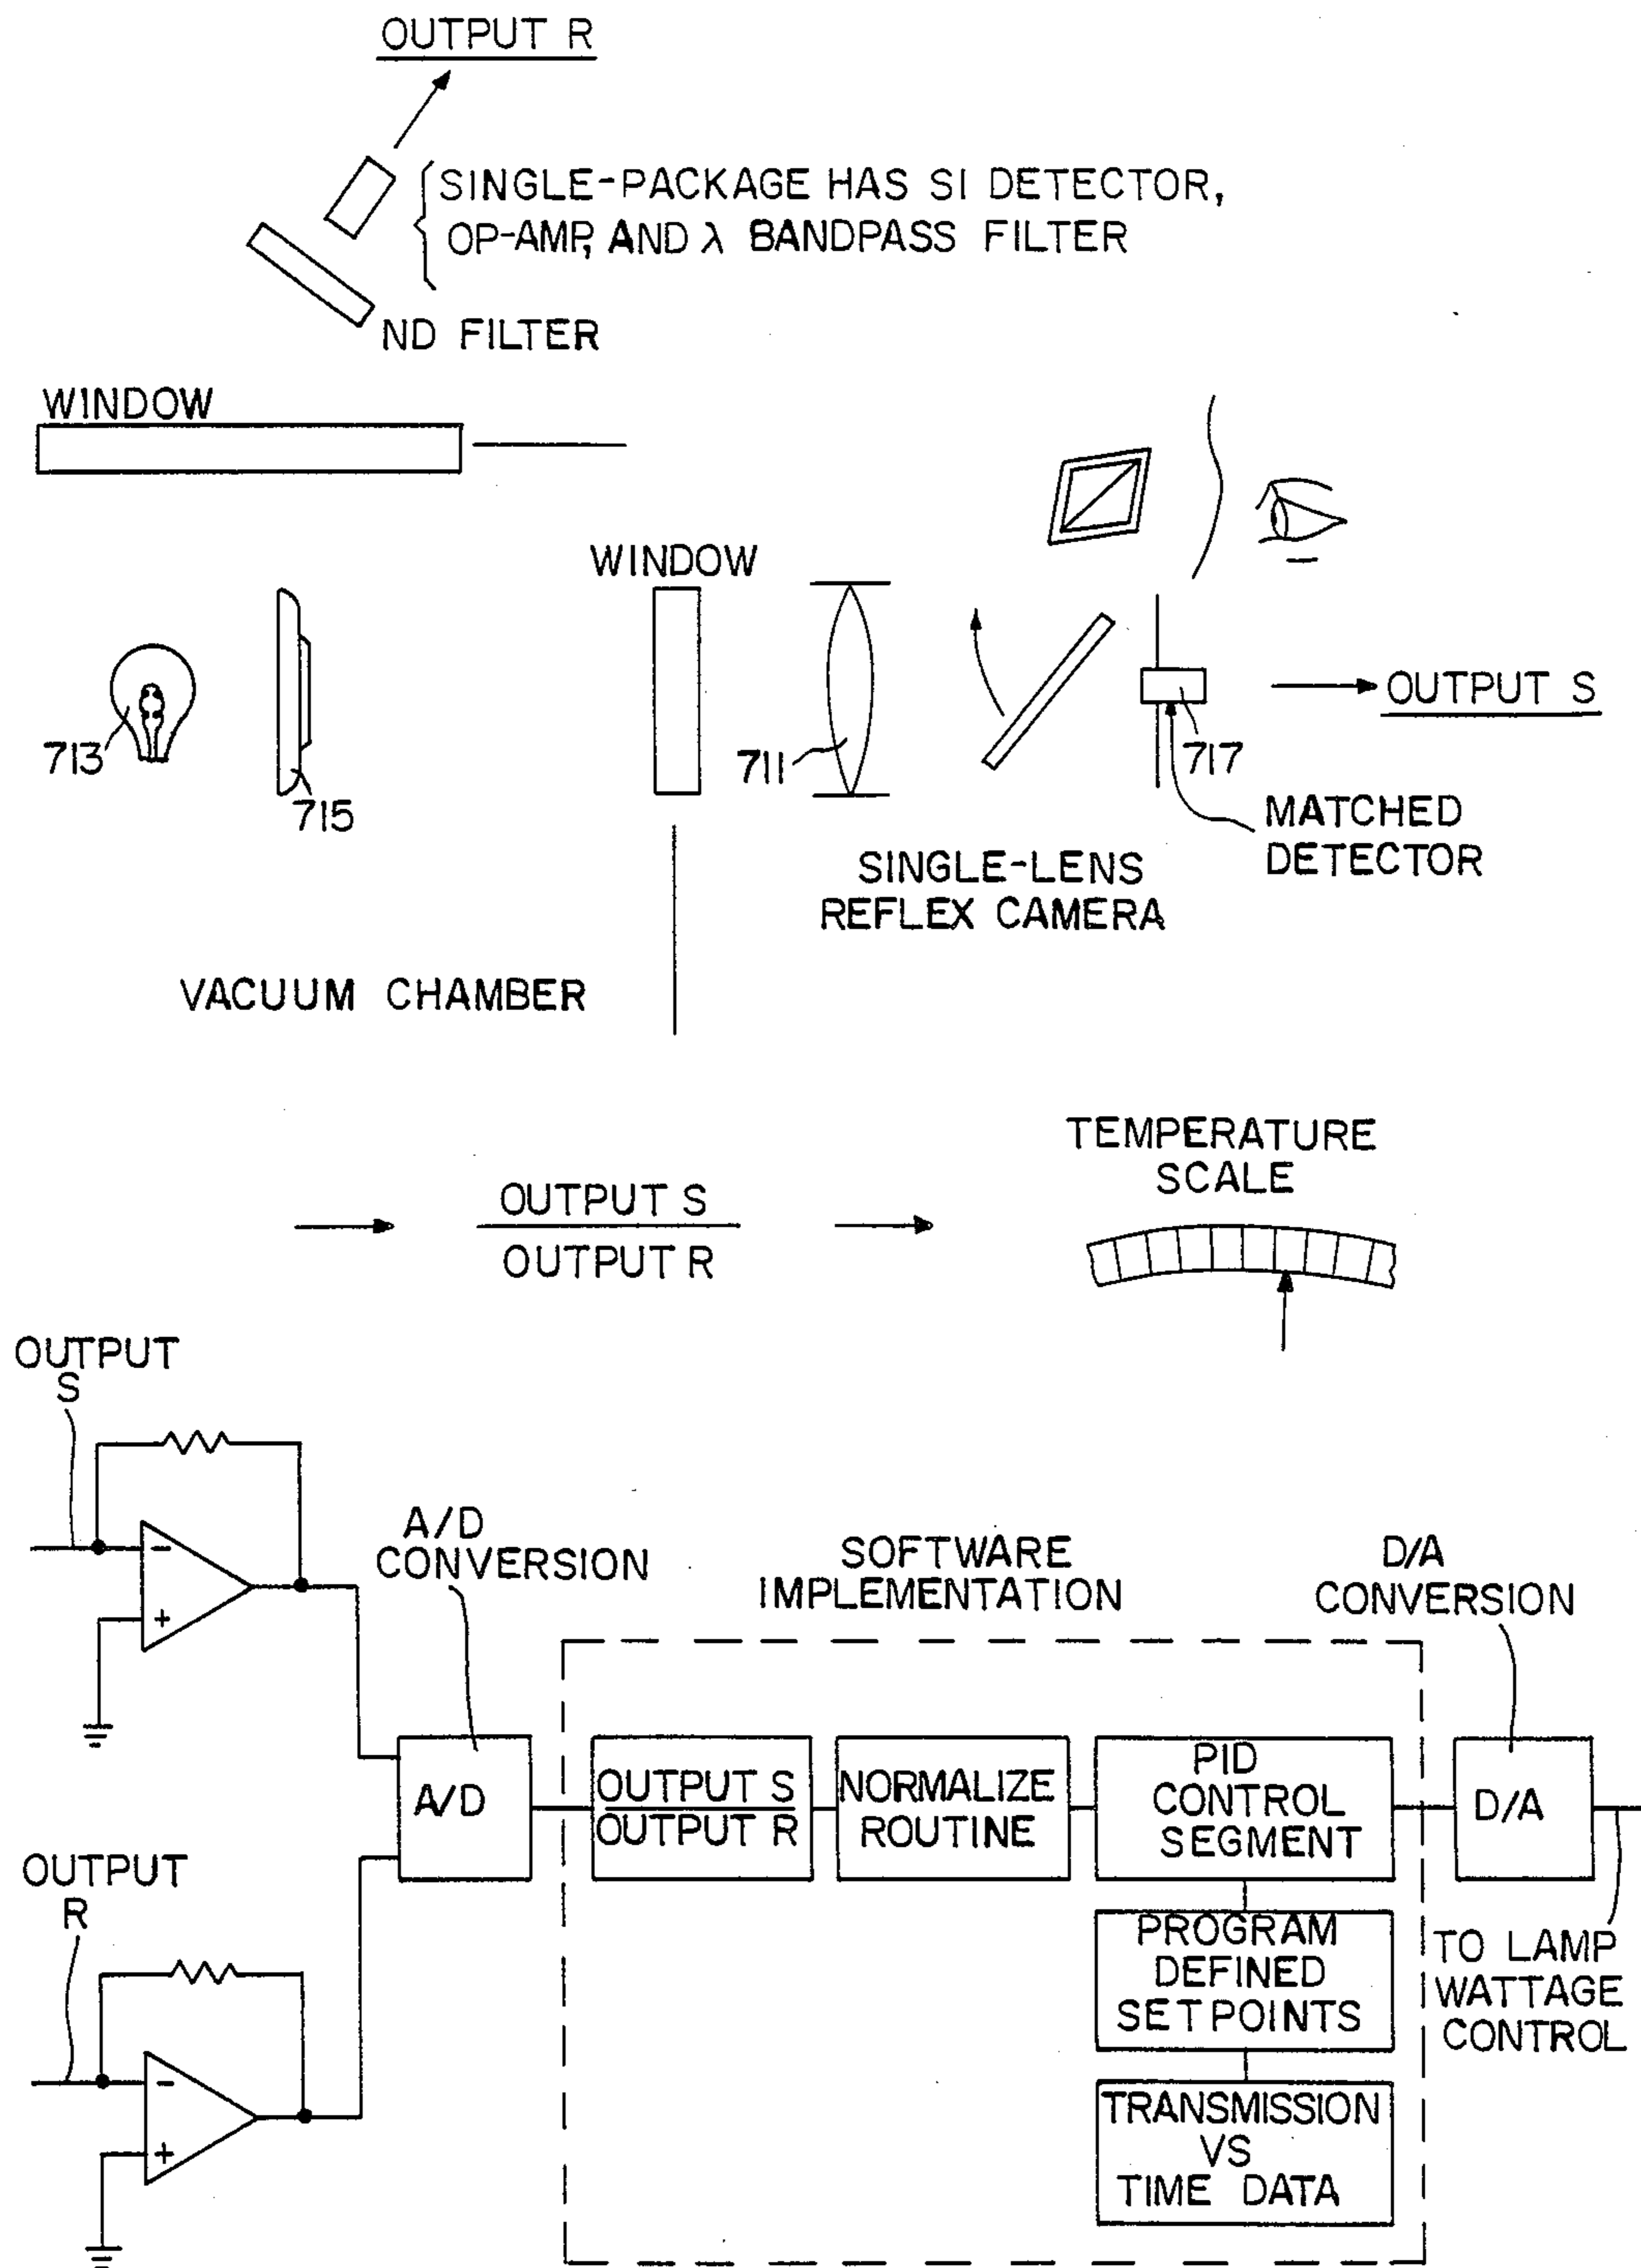 OUTPUT R
SINGLE-PACKAGE HAS SI DETECTOR,
OP-AMP, AND λ BANDPASS FILTER
ND FILTER
WINDOW
WINDOW
713
715
711
717
OUTPUT S
MATCHED
DETECTOR
SINGLE-LENS
REFLEX CAMERA
VACUUM CHAMBER
TEMPERATURE
SCALE
OUTPUT S
OUTPUT R
OUTPUT
S
-
+
A/D
CONVERSION
SOFTWARE
IMPLEMENTATION
D/A
CONVERSION
A/D
OUTPUT S
OUTPUT R
NORMALIZE
ROUTINE
PID
CONTROL
SEGMENT
D/A
OUTPUT
R
-
+
PROGRAM
DEFINED
SETPOINTS
TO LAMP
WATTAGE
CONTROL
TRANSMISSION
VS
TIME DATA